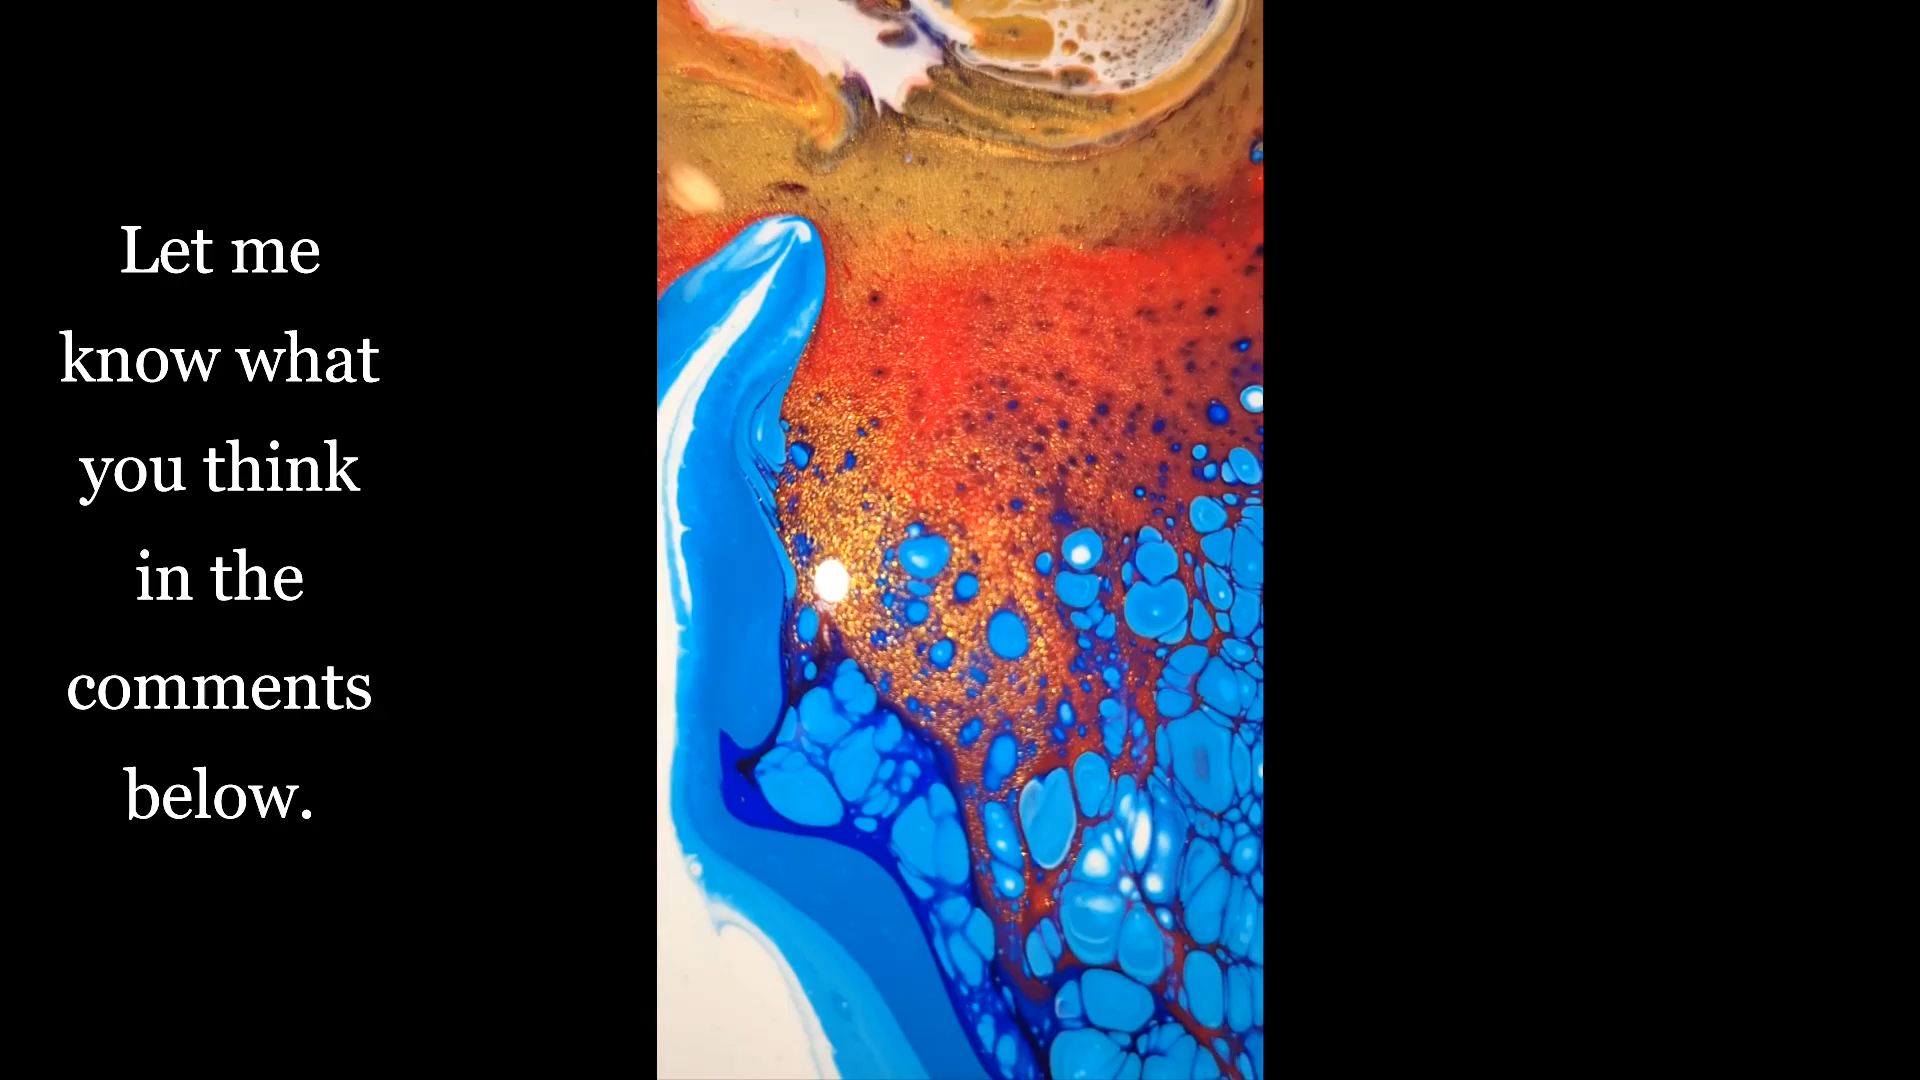 Let me
know what
you think
in the
comments
below.